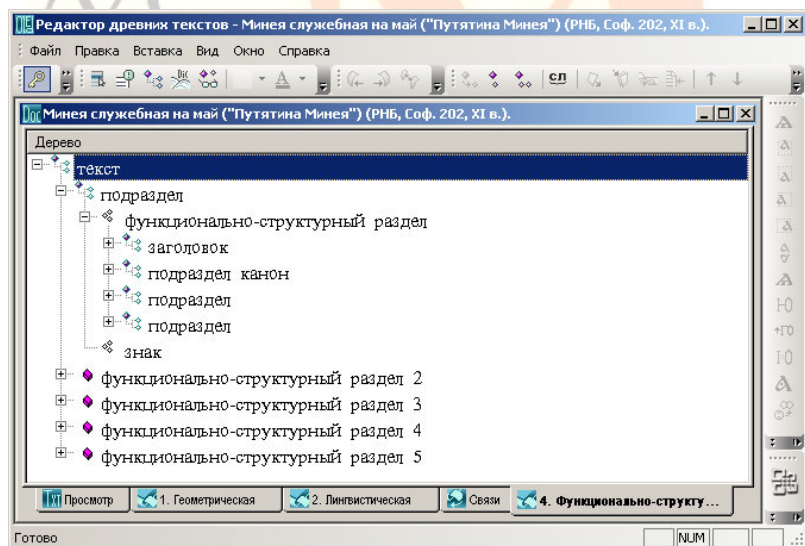 Редактор древних текстов - Минея служебная на май ("Путятина Минея") (РНБ, Соф. 202, XI в.).
Файл Правка Вставка Вид Окно Справка
Минея служебная на май ("Путятина Минея") (РНБ, Соф. 202, XI в.).
Дерево
текст
подраздел
функционально-структурный раздел
заголовок
подраздел канон
подраздел
подраздел
знак
функционально-структурный раздел 2
функционально-структурный раздел 3
функционально-структурный раздел 4
функционально-структурный раздел 5
Просмотр 1. Геометрическая 2. Лингвистическая Связи 4. Функционально-структу...
Готово NUM